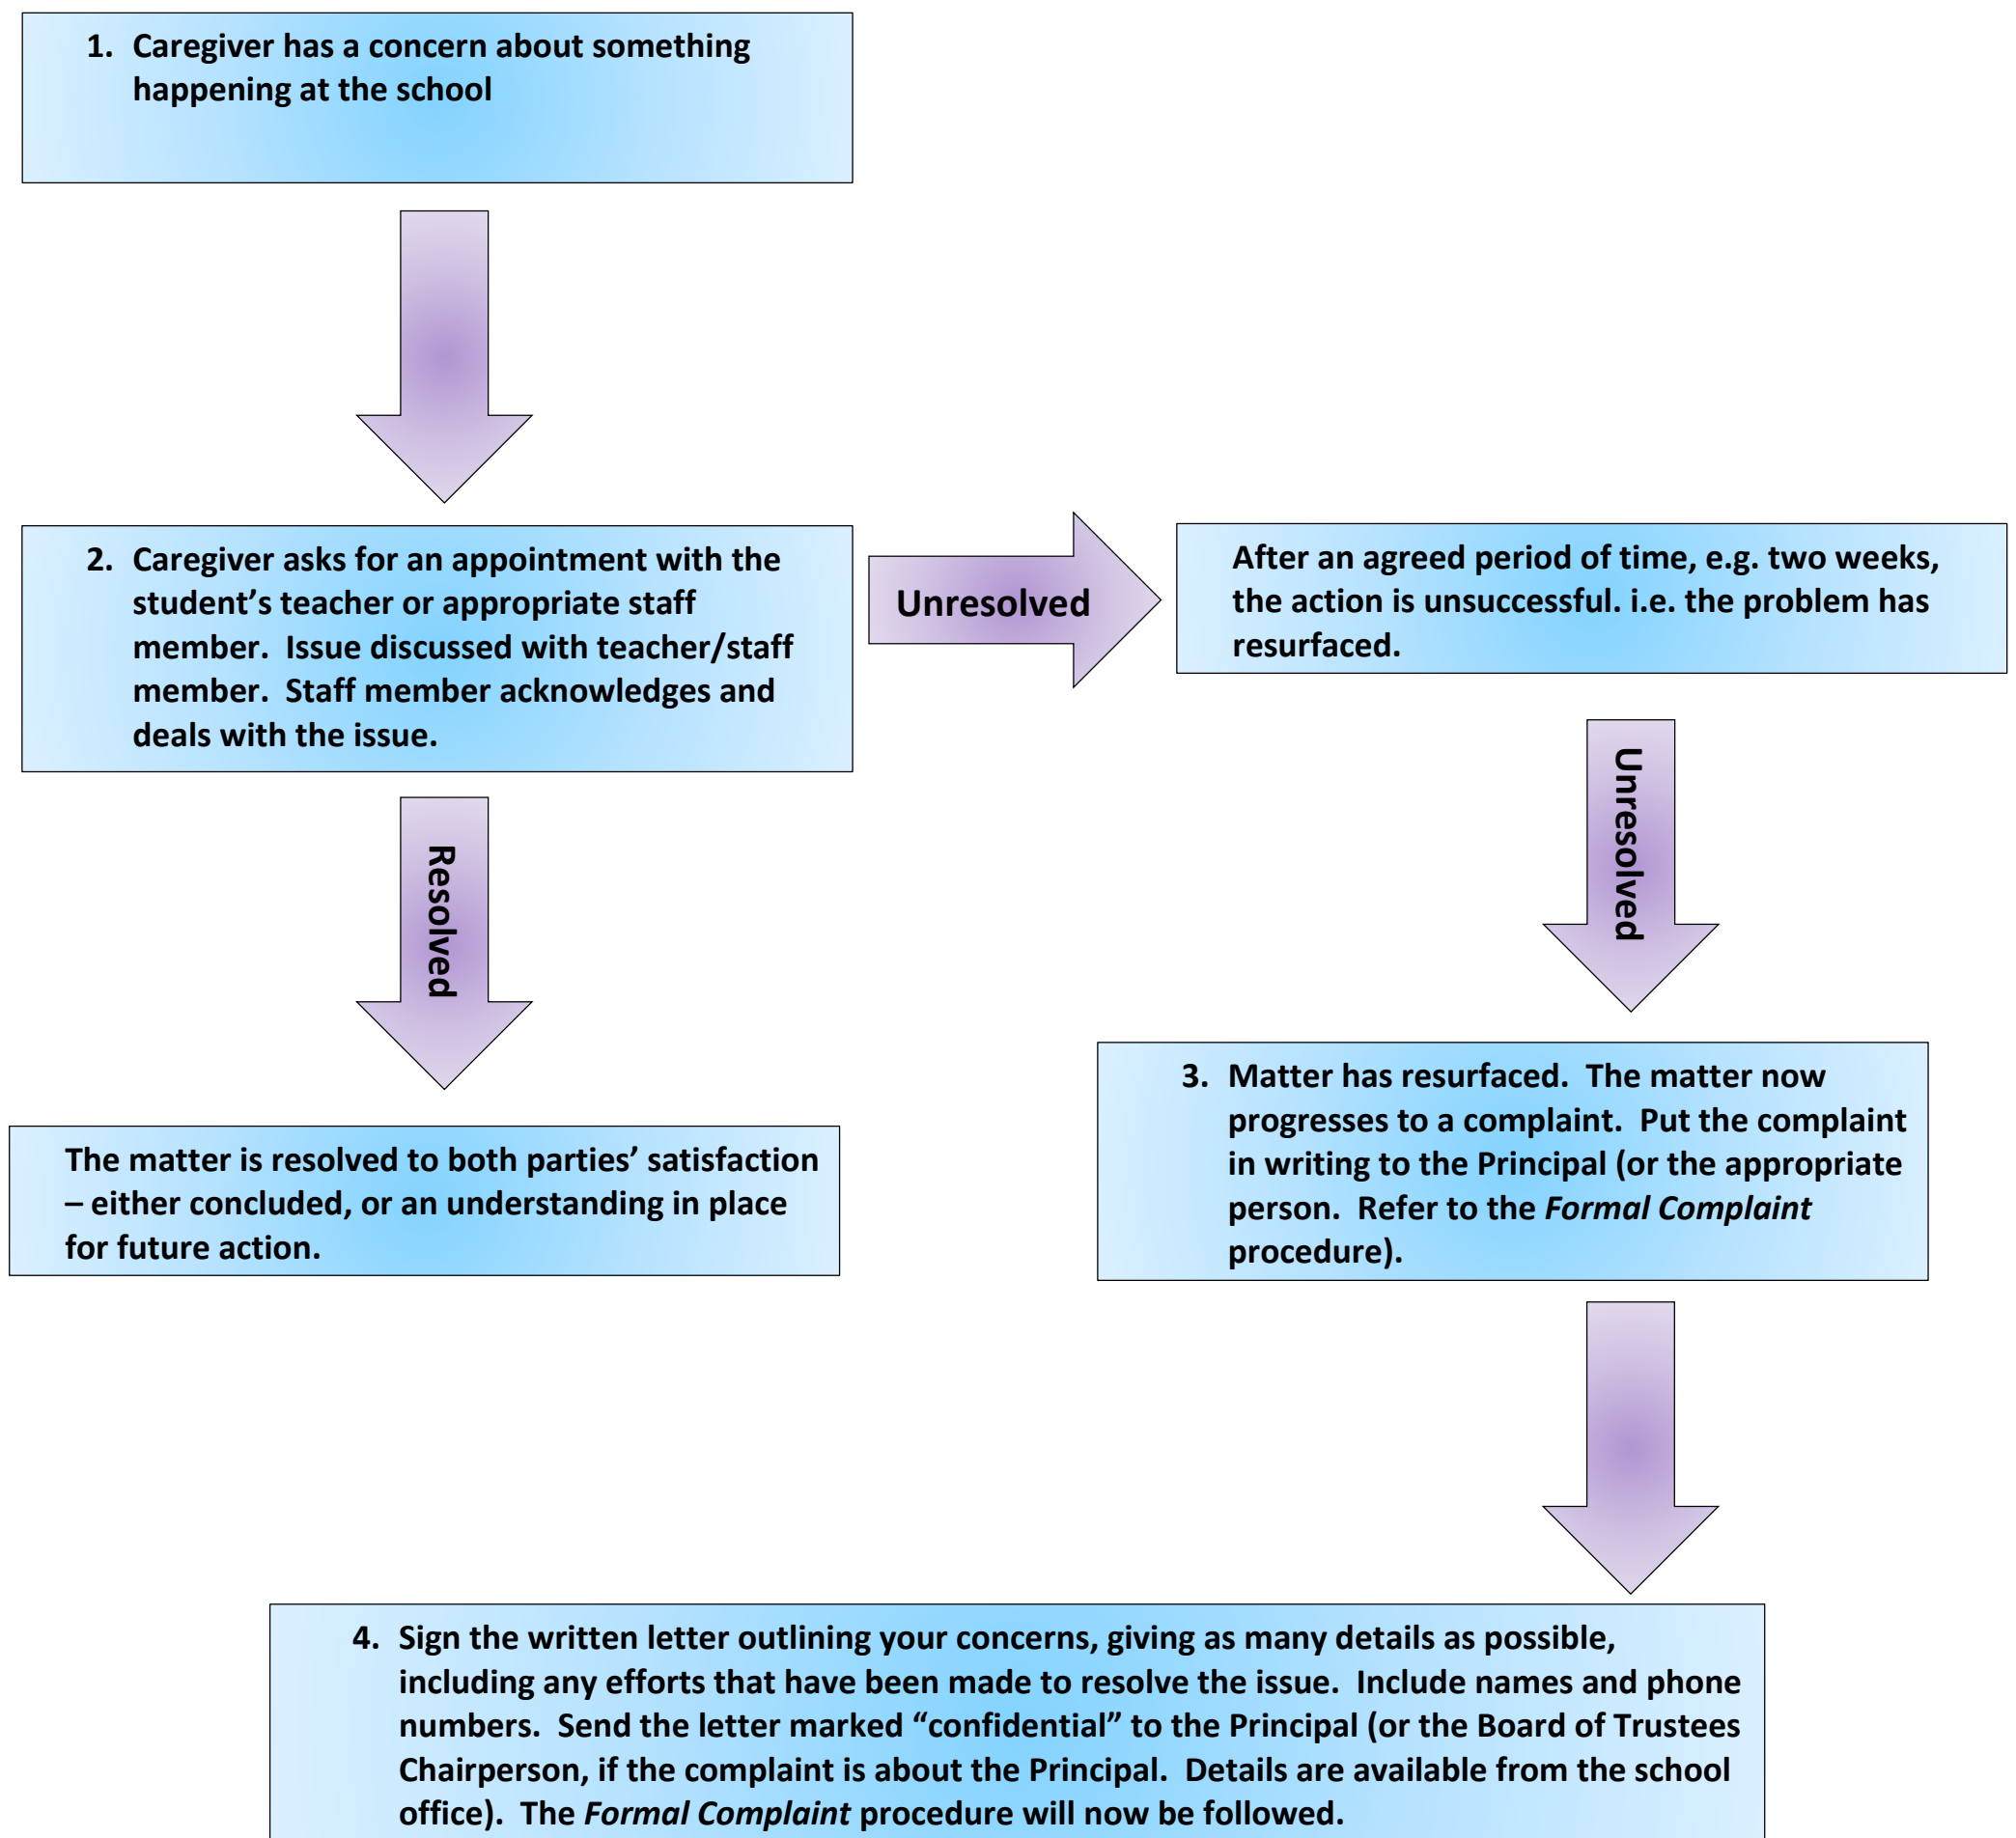 1. Caregiver has a concern about something
happening at the school
2. Caregiver asks for an appointment with the
student’s teacher or appropriate staff
member.  Issue discussed with teacher/staff
member.  Staff member acknowledges and
deals with the issue.
Unresolved
After an agreed period of time, e.g. two weeks,
the action is unsuccessful. i.e. the problem has
resurfaced.
Resolved
Unresolved
The matter is resolved to both parties’ satisfaction
– either concluded, or an understanding in place
for future action.
3. Matter has resurfaced.  The matter now
progresses to a complaint.  Put the complaint
in writing to the Principal (or the appropriate
person.  Refer to the Formal Complaint
procedure).
4. Sign the written letter outlining your concerns, giving as many details as possible,
including any efforts that have been made to resolve the issue.  Include names and phone
numbers.  Send the letter marked “confidential” to the Principal (or the Board of Trustees
Chairperson, if the complaint is about the Principal.  Details are available from the school
office).  The Formal Complaint procedure will now be followed.